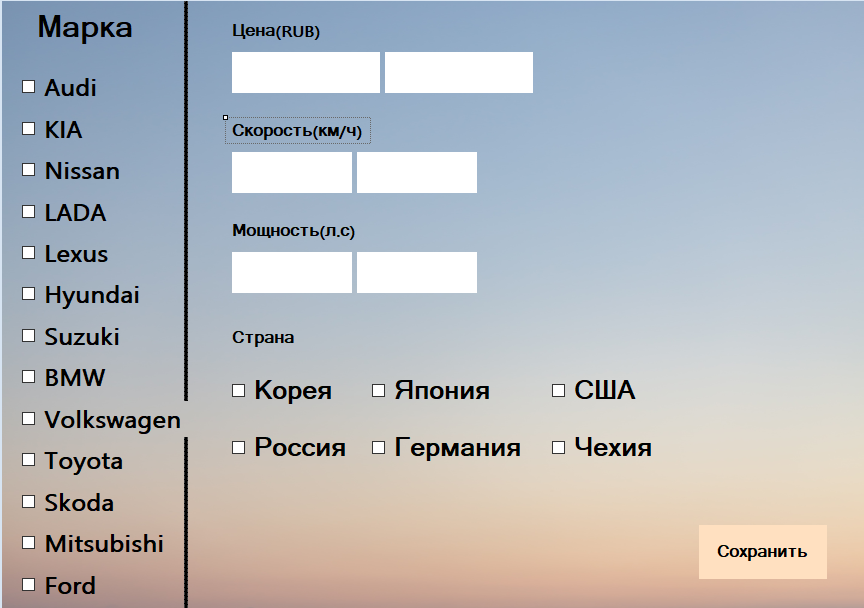 Марка
Audi
KIA
Nissan
LADA
Lexus
Hyundai
Suzuki
BMW
Volkswagen
Toyota
Skoda
Mitsubishi
Ford
Цена(RUB)
Скорость(км/ч)
Мощность(л.с)
Страна
Корея Япония США
Россия Германия Чехия
Сохранить